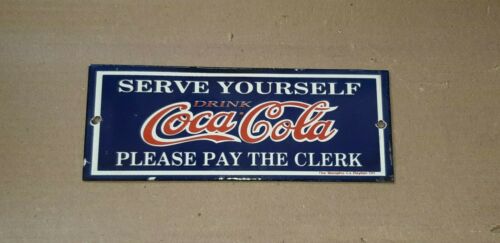 SERVE YOURSELF
DRINK
Coca-Cola
PLEASE PAY THE CLERK